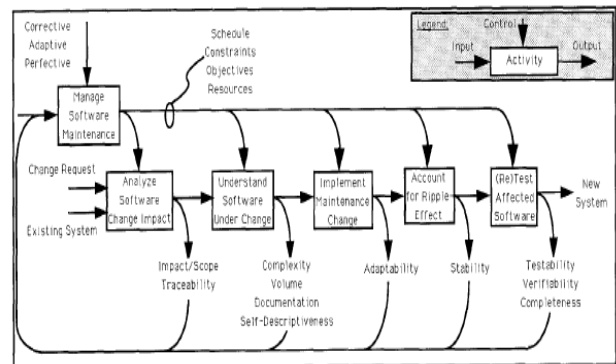 Corrective
Adaptive
Perfective
Schedule
Constraints
Objectives
Resources
Legend:
Control
Input
Output
Activity
Manage
Software
Maintenance
Change Request
Existing System
Analyze
Software
Change Impact
Understand
Software
Under Change
Implement
Maintenance
Change
Account
for Ripple
Effect
(Re)Test
Affected
Software
New
System
Impact/Scope
Traceability
Complexity
Volume
Documentation
Self-Descriptiveness
Adaptability
Stability
Testability
Verifiability
Completeness